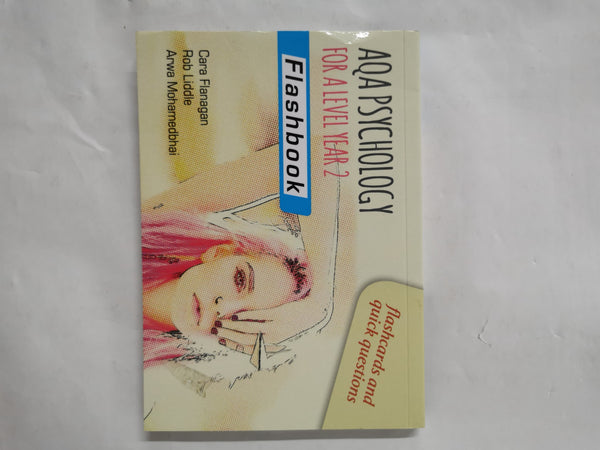 AQA PSYCHOLOGY
FOR A LEVEL YEAR 2
Flashbook
Cara Flanagan
Rob Liddle
Arwa Mohamedbhai
flashcards and
quick questions